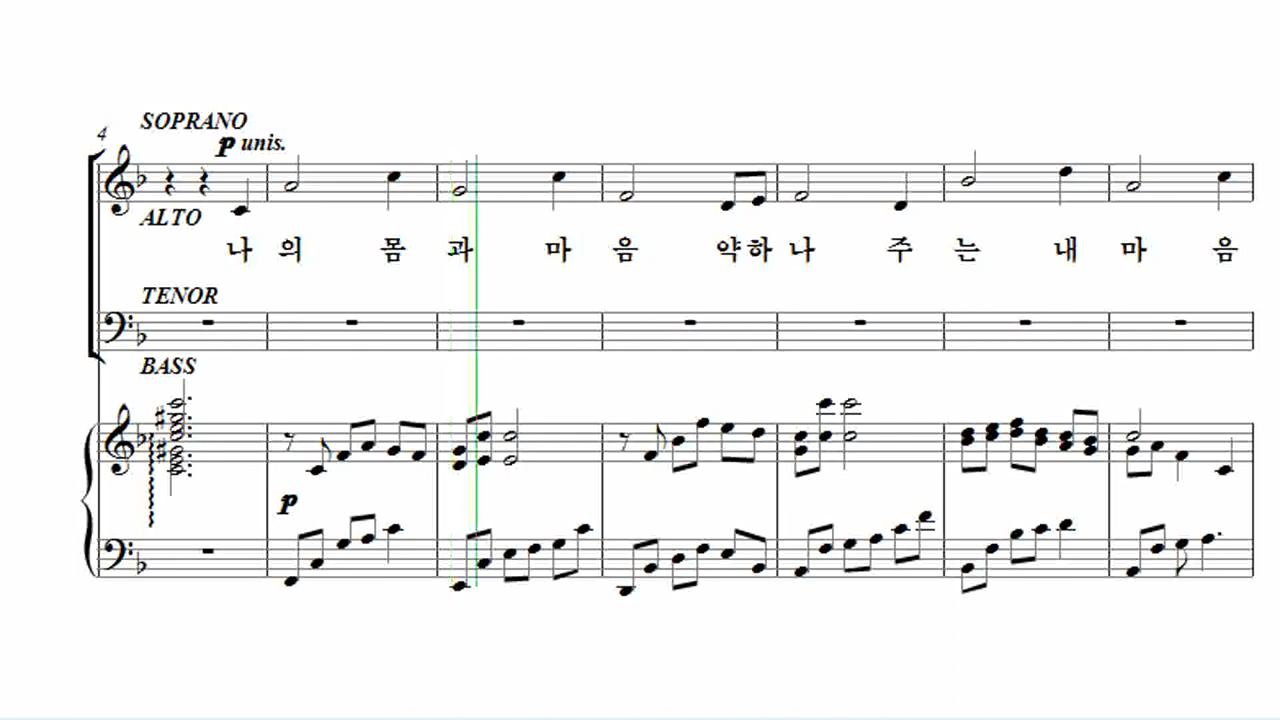 4
SOPRANO
p unis.
ALTO
나 의 몸 과 마 음 약하 나 주 는 내 마 음
TENOR
BASS
p